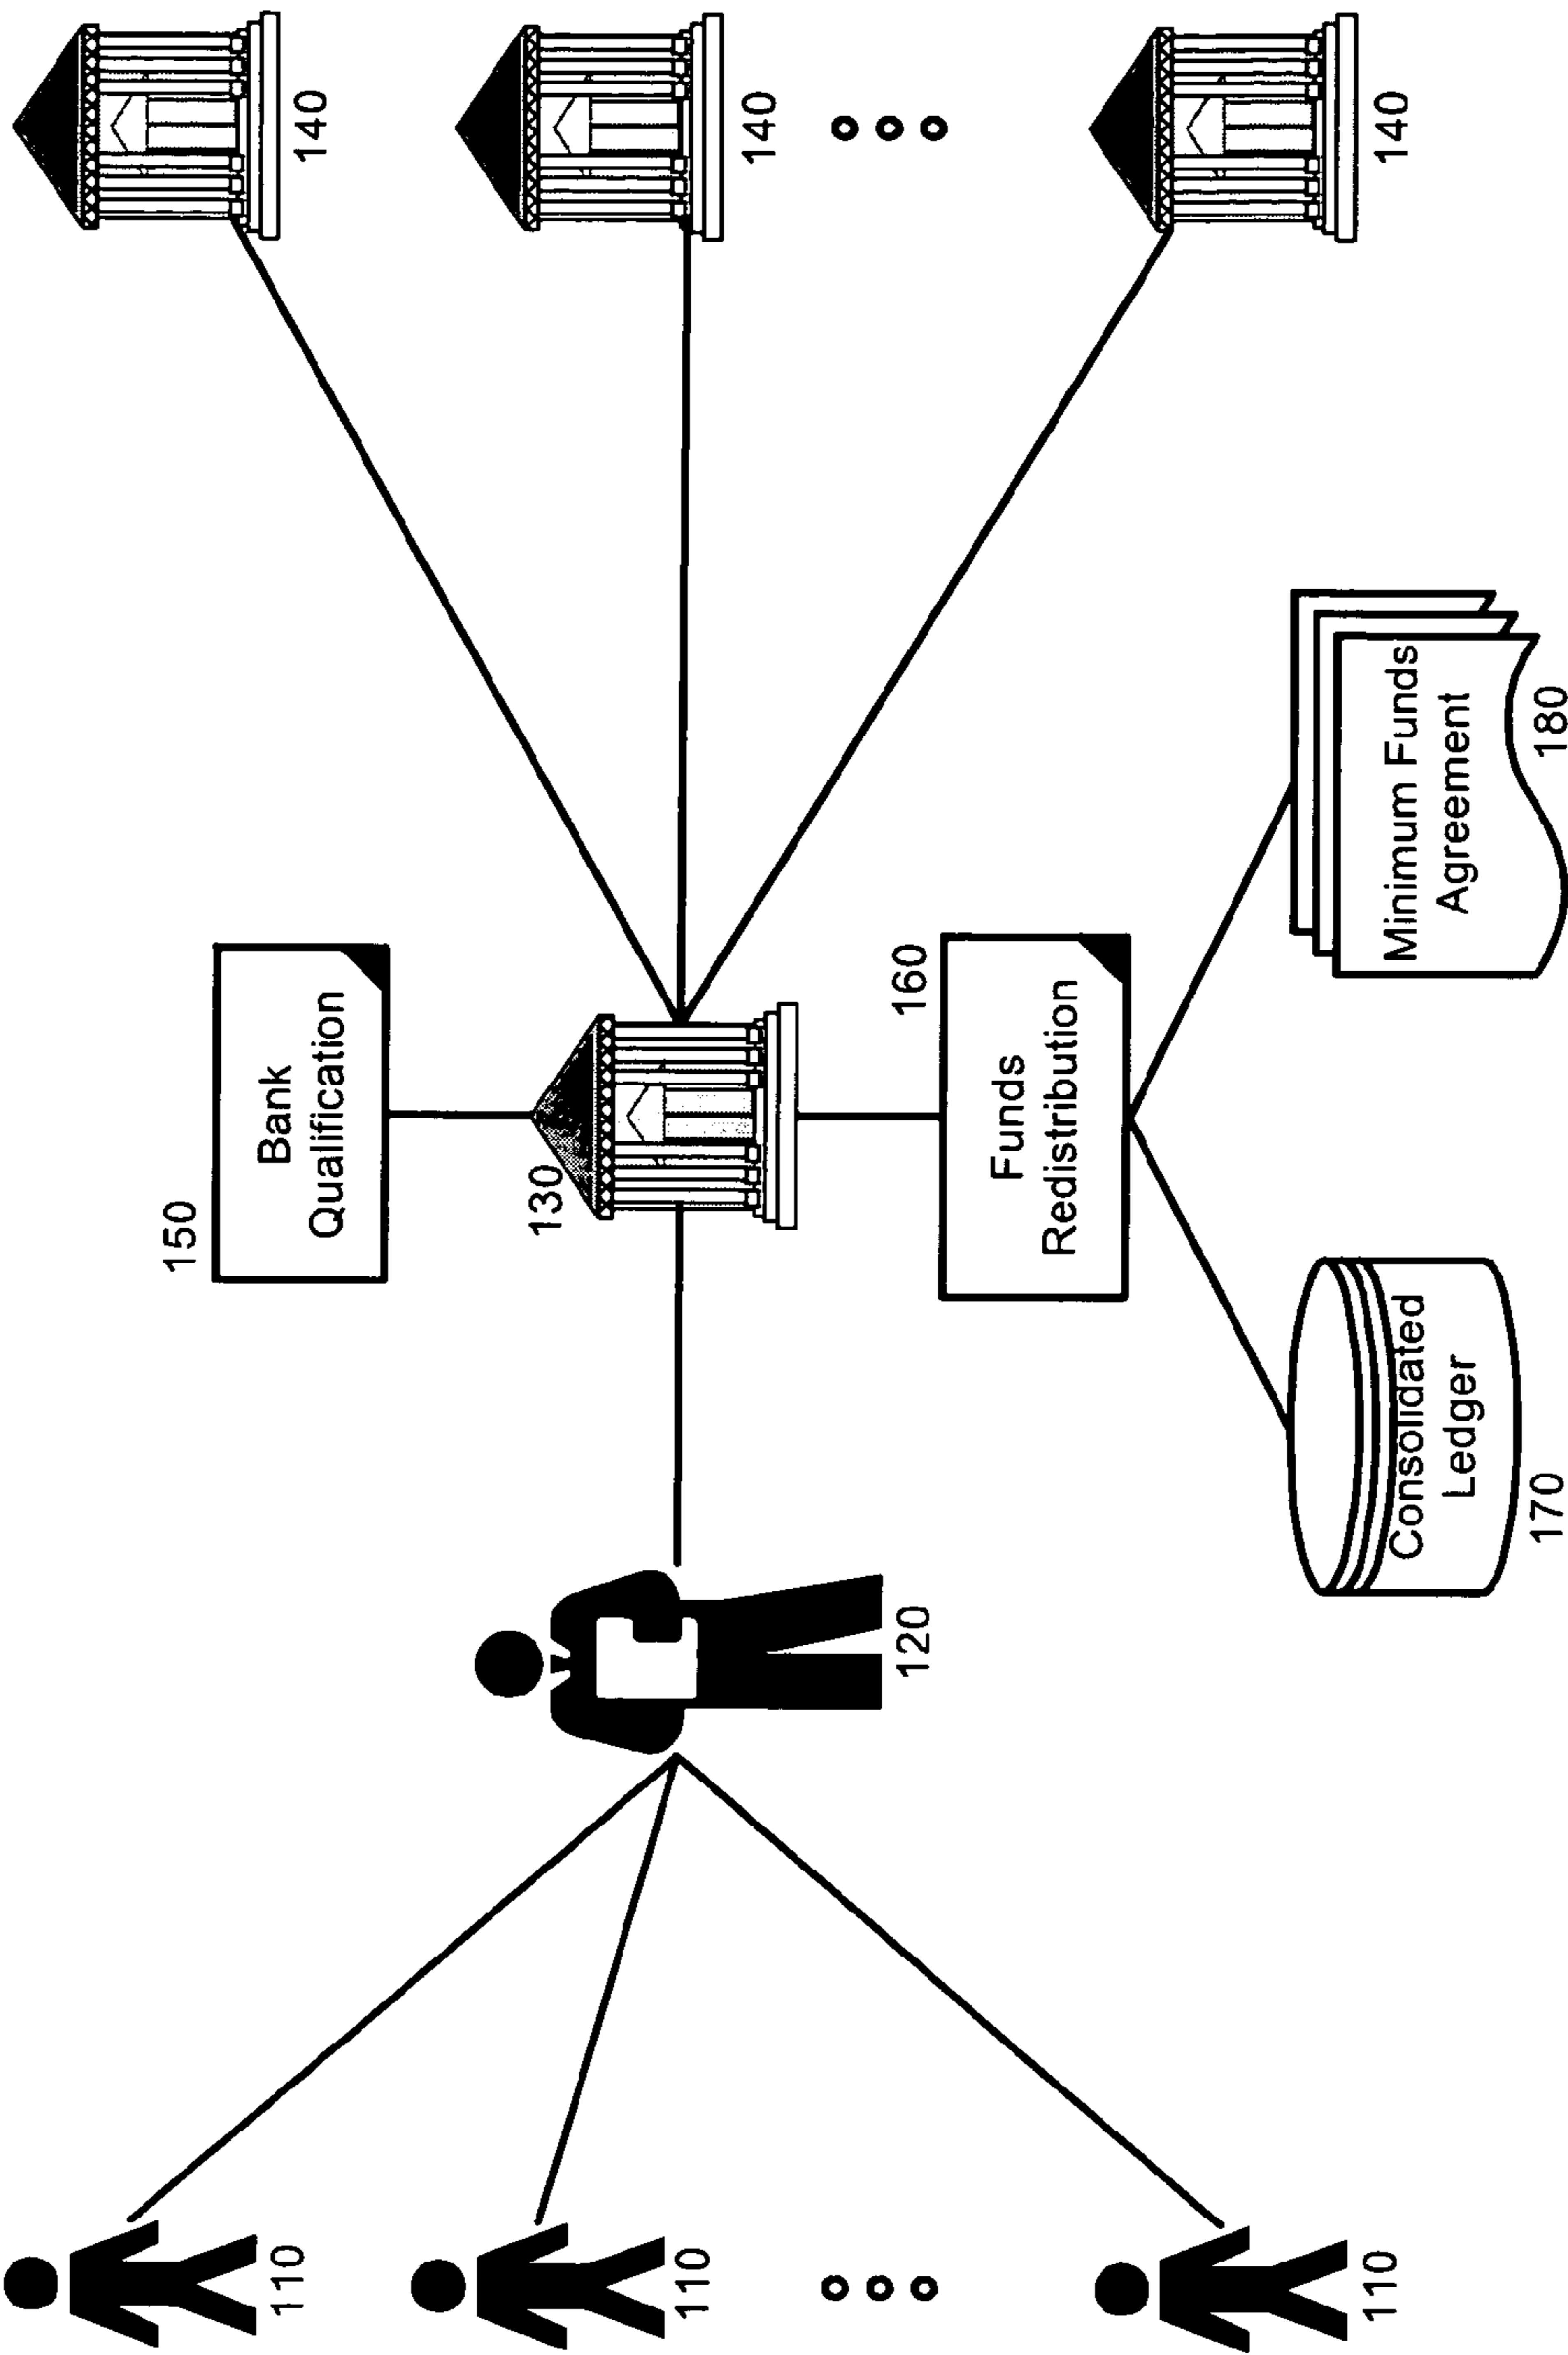 150
Bank
Qualification
110
140
130
110
140
120
160
Funds
Redistribution
110
Consolidated
Ledger
Minimum Funds
Agreement
140
170
180